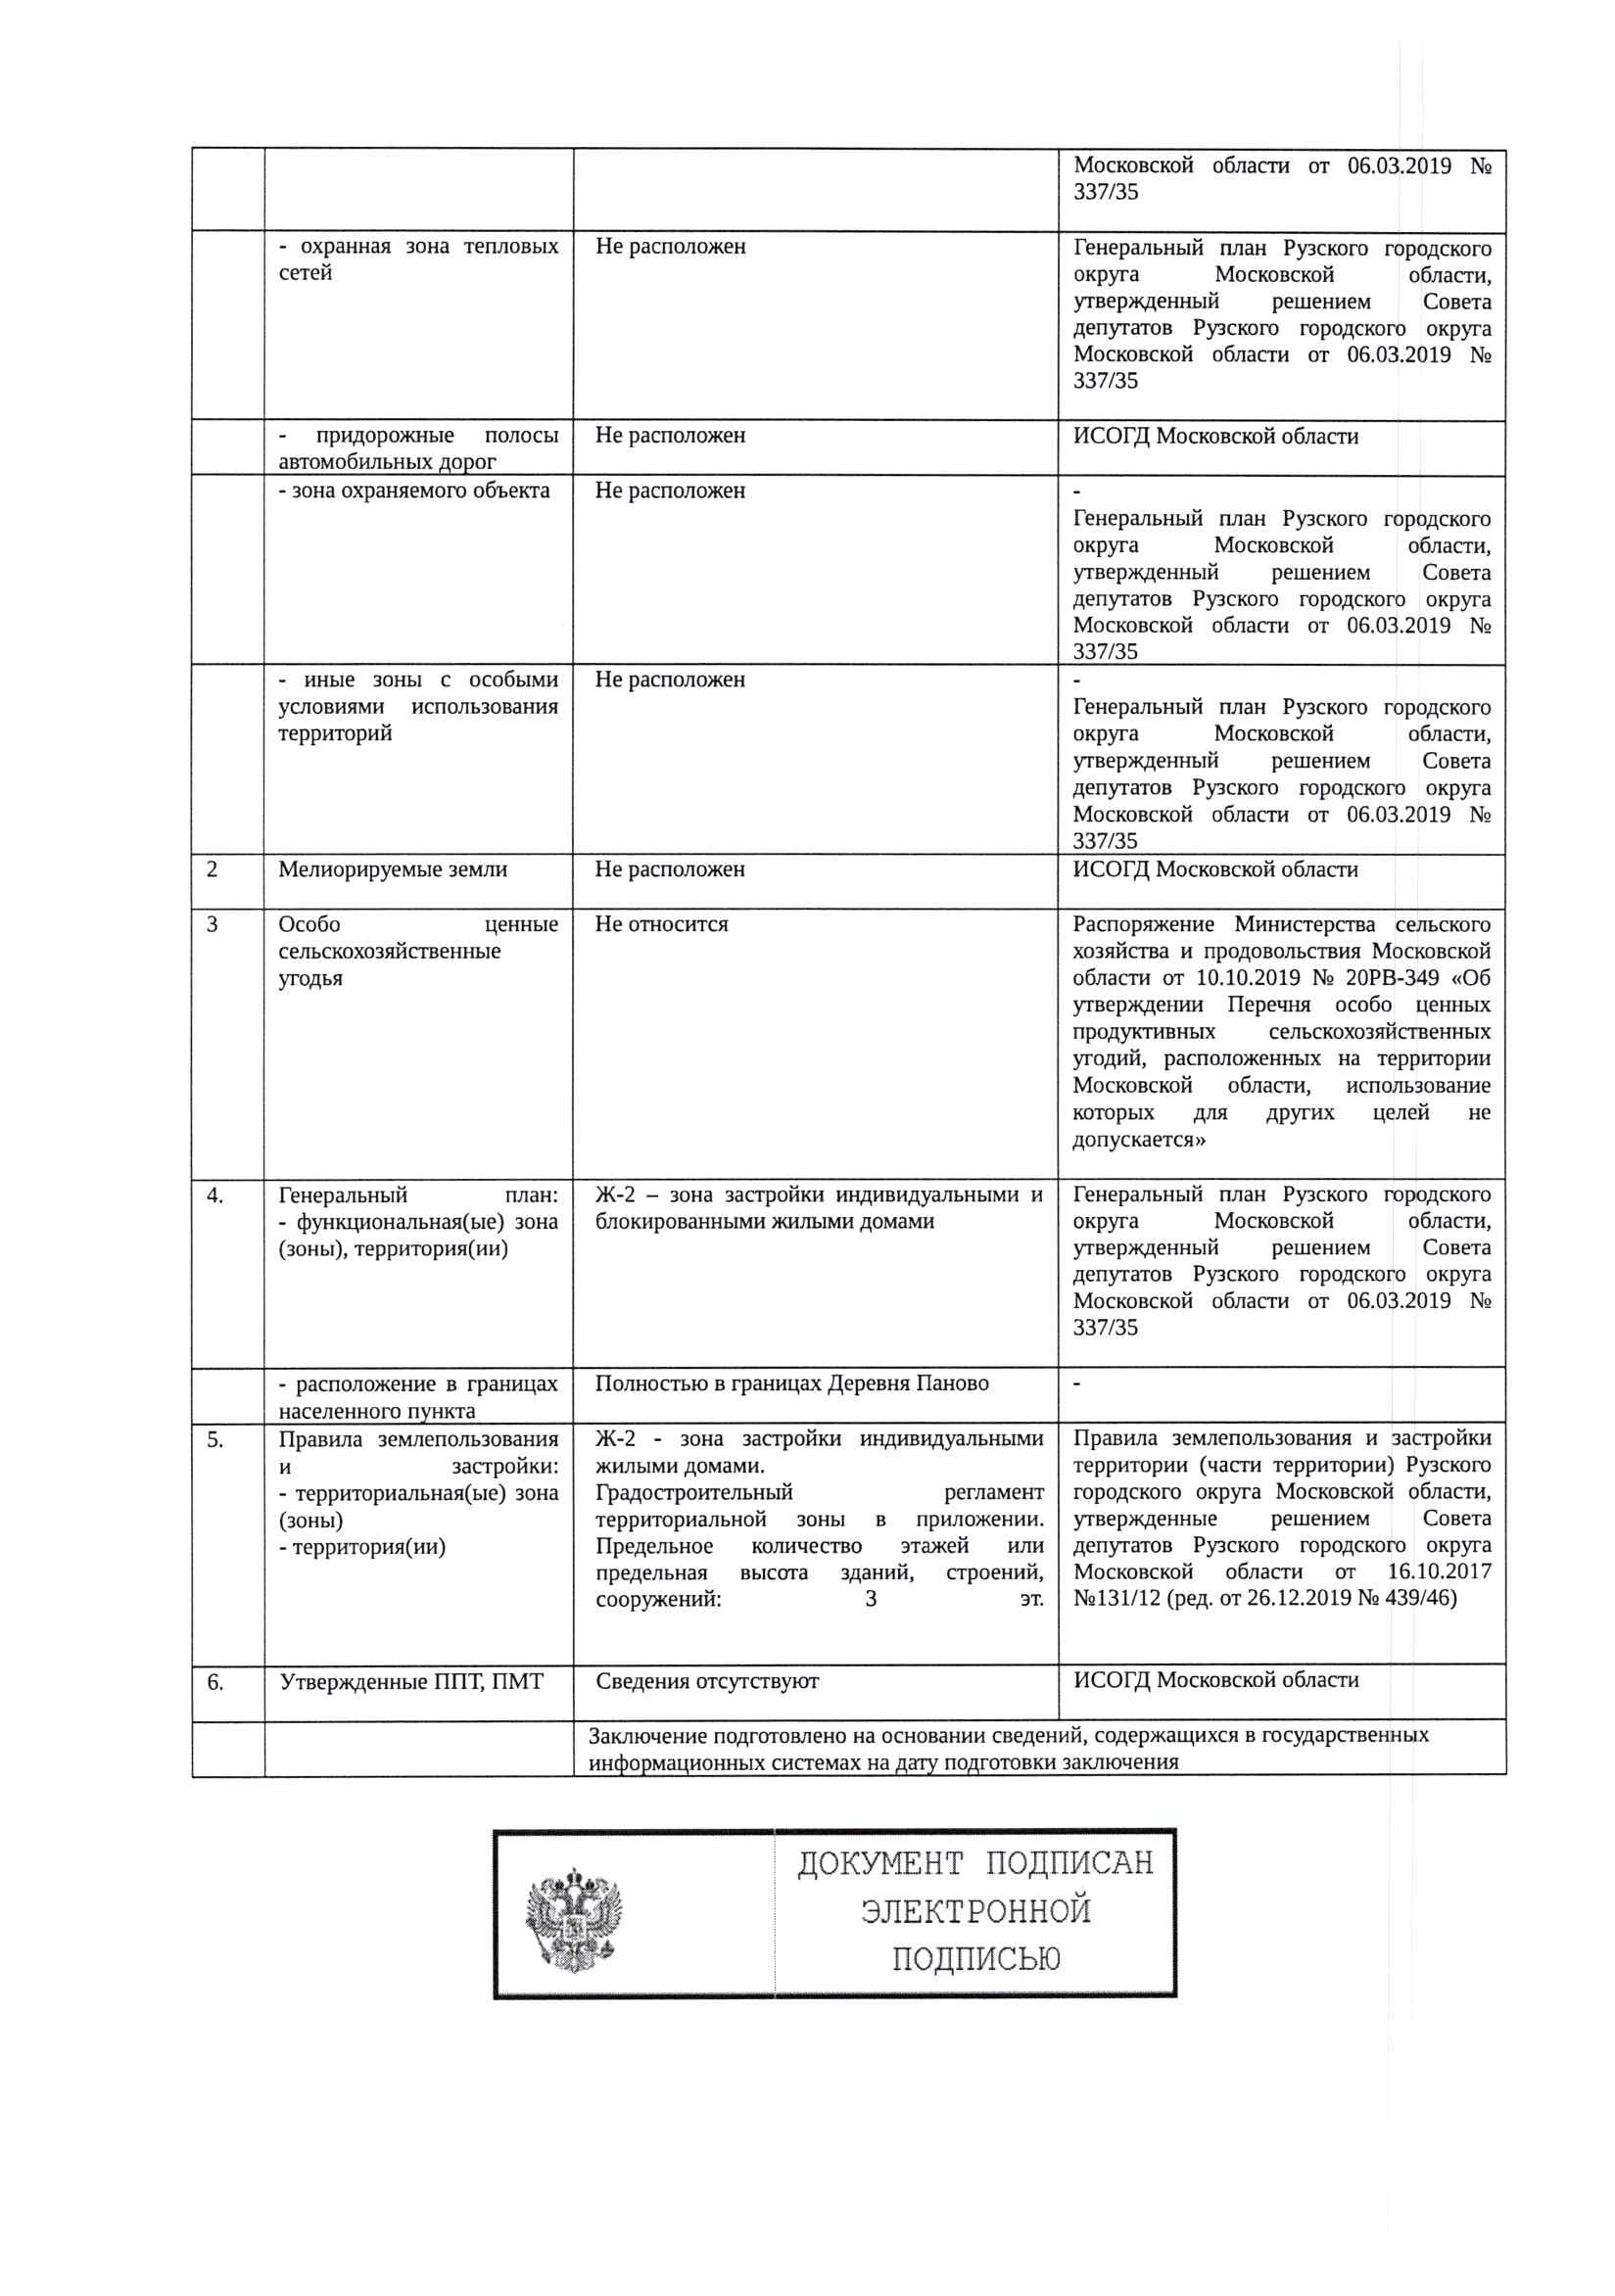 Московской области от 06.03.2019 №
337/35
- охранная зона тепловых
сетей
Не расположен
Генеральный план Рузского городского
округа Московской области,
утвержденный решением Совета
депутатов Рузского городского округа
Московской области от 06.03.2019 №
337/35
- придорожные полосы
автомобильных дорог
Не расположен
ИСОГД Московской области
- зона охраняемого объекта
Не расположен
-
Генеральный план Рузского городского
округа Московской области,
утвержденный решением Совета
депутатов Рузского городского округа
Московской области от 06.03.2019 №
337/35
- иные зоны с особыми
условиями использования
территорий
Не расположен
-
Генеральный план Рузского городского
округа Московской области,
утвержденный решением Совета
депутатов Рузского городского округа
Московской области от 06.03.2019 №
337/35
2
Мелиорируемые земли
Не расположен
ИСОГД Московской области
3
Особо ценные
сельскохозяйственные
угодья
Не относится
Распоряжение Министерства сельского
хозяйства и продовольствия Московской
области от 10.10.2019 № 20РВ-349 «Об
утверждении Перечня особо ценных
продуктивных сельскохозяйственных
угодий, расположенных на территории
Московской области, использование
которых для других целей не
допускается»
4.
Генеральный план:
- функциональная(ые) зона
(зоны), территория(ии)
Ж-2 – зона застройки индивидуальными и
блокированными жилыми домами
Генеральный план Рузского городского
округа Московской области,
утвержденный решением Совета
депутатов Рузского городского округа
Московской области от 06.03.2019 №
337/35
- расположение в границах
населенного пункта
Полностью в границах Деревня Паново
-
5.
Правила землепользования
и застройки:
- территориальная(ые) зона
(зоны)
- территория(ии)
Ж-2 - зона застройки индивидуальными
жилыми домами.
Градостроительный регламент
территориальной зоны в приложении.
Предельное количество этажей или
предельная высота зданий, строений,
сооружений: 3 эт.
Правила землепользования и застройки
территории (части территории) Рузского
городского округа Московской области,
утвержденные решением Совета
депутатов Рузского городского округа
Московской области от 16.10.2017
№131/12 (ред. от 26.12.2019 № 439/46)
6.
Утвержденные ППТ, ПМТ
Сведения отсутствуют
ИСОГД Московской области
Заключение подготовлено на основании сведений, содержащихся в государственных
информационных системах на дату подготовки заключения
ДОКУМЕНТ ПОДПИСАН
ЭЛЕКТРОННОЙ
ПОДПИСЬЮ